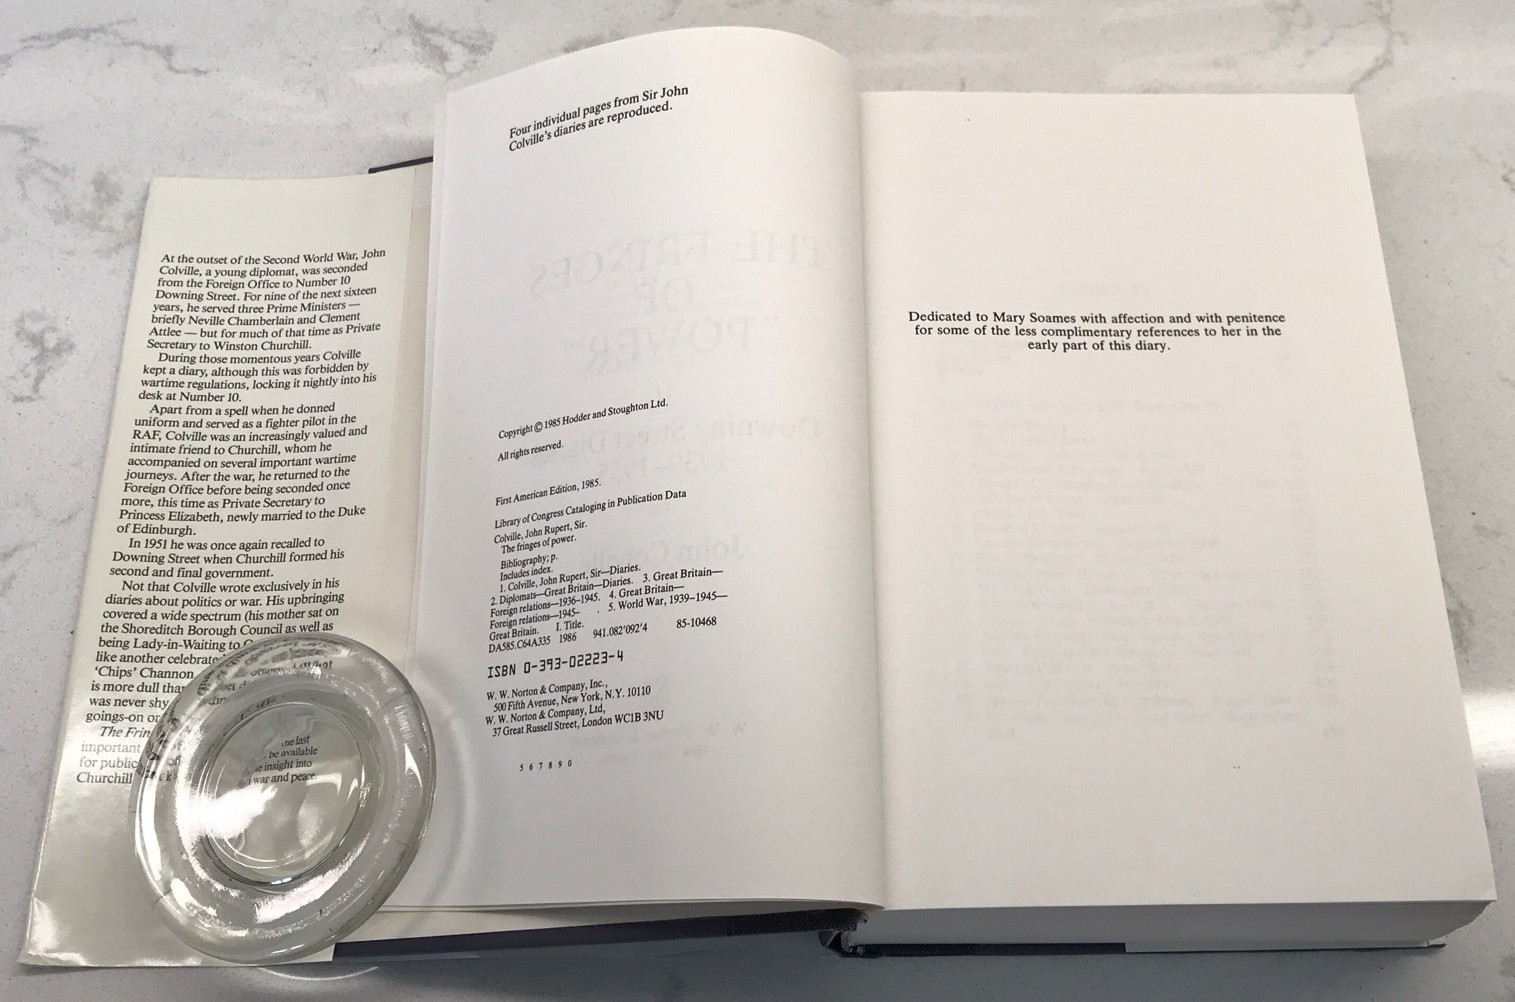 At the outset of the Second World War, John
Colville, a young diplomat, was seconded
from the Foreign Office to Number 10
Downing Street. For nine of the next sixteen
years, he served three Prime Ministers —
briefly Neville Chamberlain and Clement
Attlee — but for much of that time as Private
Secretary to Winston Churchill.
During those momentous years Colville
kept a diary, although this was forbidden by
wartime regulations, locking it nightly into his
desk at Number 10.
Apart from a spell when he donned
uniform and served as a fighter pilot in the
RAF, Colville was an increasingly valued and
intimate friend to Churchill, whom he
accompanied on several important wartime
journeys. After the war, he returned to the
Foreign Office before being seconded once
more, this time as Private Secretary to
Princess Elizabeth, newly married to the Duke
of Edinburgh.
In 1951 he was once again recalled to
Downing Street when Churchill formed his
second and final government.
Not that Colville wrote exclusively in his
diaries about politics or war. His upbringing
covered a wide spectrum (his mother sat on
the Shoreditch Borough Council as well as
being Lady-in-Waiting to
like another
'Chips' Channon
is more dull
was never shy
goings-on
The
important
for
Churchill
last
be available
insight into
war and peace.
Four individual pages from Sir John
Colville's diaries are reproduced.
THE FRINGES
OF
POWER
Downing Street
John
Copyright © 1985 Hodder and Stoughton Ltd.
All rights reserved.
First American Edition, 1985.
Library of Congress Cataloging in Publication Data
Colville, John Rupert, Sir.
The fringes of power.
Bibliography; p.
Includes index.
1. Colville, John Rupert, Sir—Diaries.
2. Diplomats—Great Britain—Diaries. 3. Great Britain—
Foreign relations—1936-1945. 4. Great Britain—
Foreign relations—1945- . 5. World War, 1939-1945—
Great Britain. I. Title.
DA585.C64A335 1986 941.082'092'4 85-10468
ISBN 0-393-02223-4
W. W. Norton & Company, Inc.,
500 Fifth Avenue, New York, N.Y. 10110
W. W. Norton & Company, Ltd,
37 Great Russell Street, London WC1B 3NU
5 6 7 8 9 0
Dedicated to Mary Soames with affection and with penitence
for some of the less complimentary references to her in the
early part of this diary.